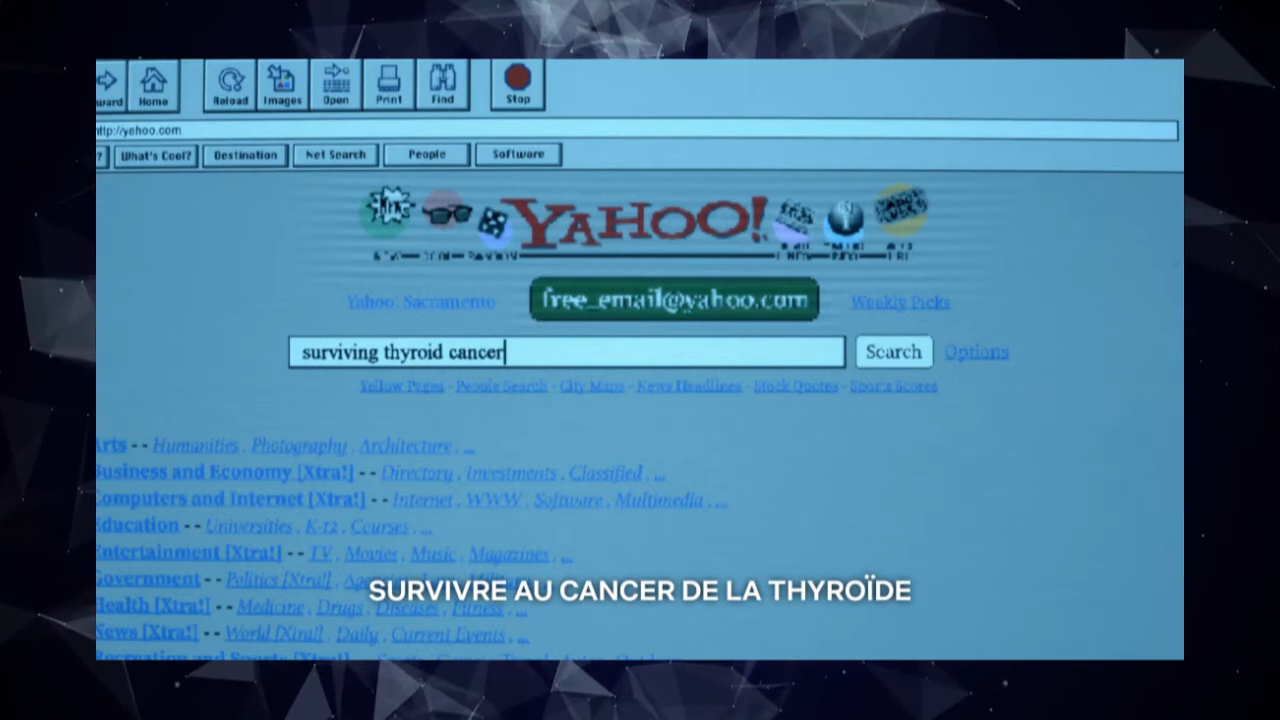 ward Home Reload Images Open Print Find Stop
http://yahoo.com
? What's Cool? Destination Net Search People Software
YAHOO!
Yahoo! Sacramento free_email@yahoo.com Weekly Picks
surviving thyroid cancer Search Options
Yellow Pages - People Search - City Maps - News Headlines - Stock Quotes - Sports Scores
Arts - - Humanities, Photography, Architecture, ...
Business and Economy [Xtra!] - - Directory, Investments, Classified, ...
Computers and Internet [Xtra!] - - Internet, WWW, Software, Multimedia, ...
Education - - Universities, K-12, Courses, ...
Entertainment [Xtra!] - - TV, Movies, Music, Magazines, ...
Government - - Politics [Xtra!],
SURVIVRE AU CANCER DE LA THYROÏDE
Health [Xtra!] - - Medicine, Drugs, Diseases, Fitness, ...
News [Xtra!] - - World [Xtra!], Daily, Current Events, ...
Recreation and Sports [Xtra!] - -